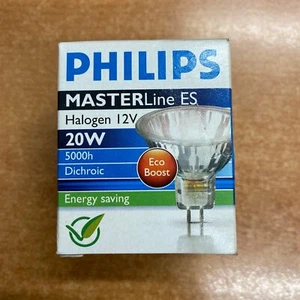 PHILIPS
MASTERLine ES
Halogen 12V
20W
5000h
Dichroic
Eco
Boost
Energy saving